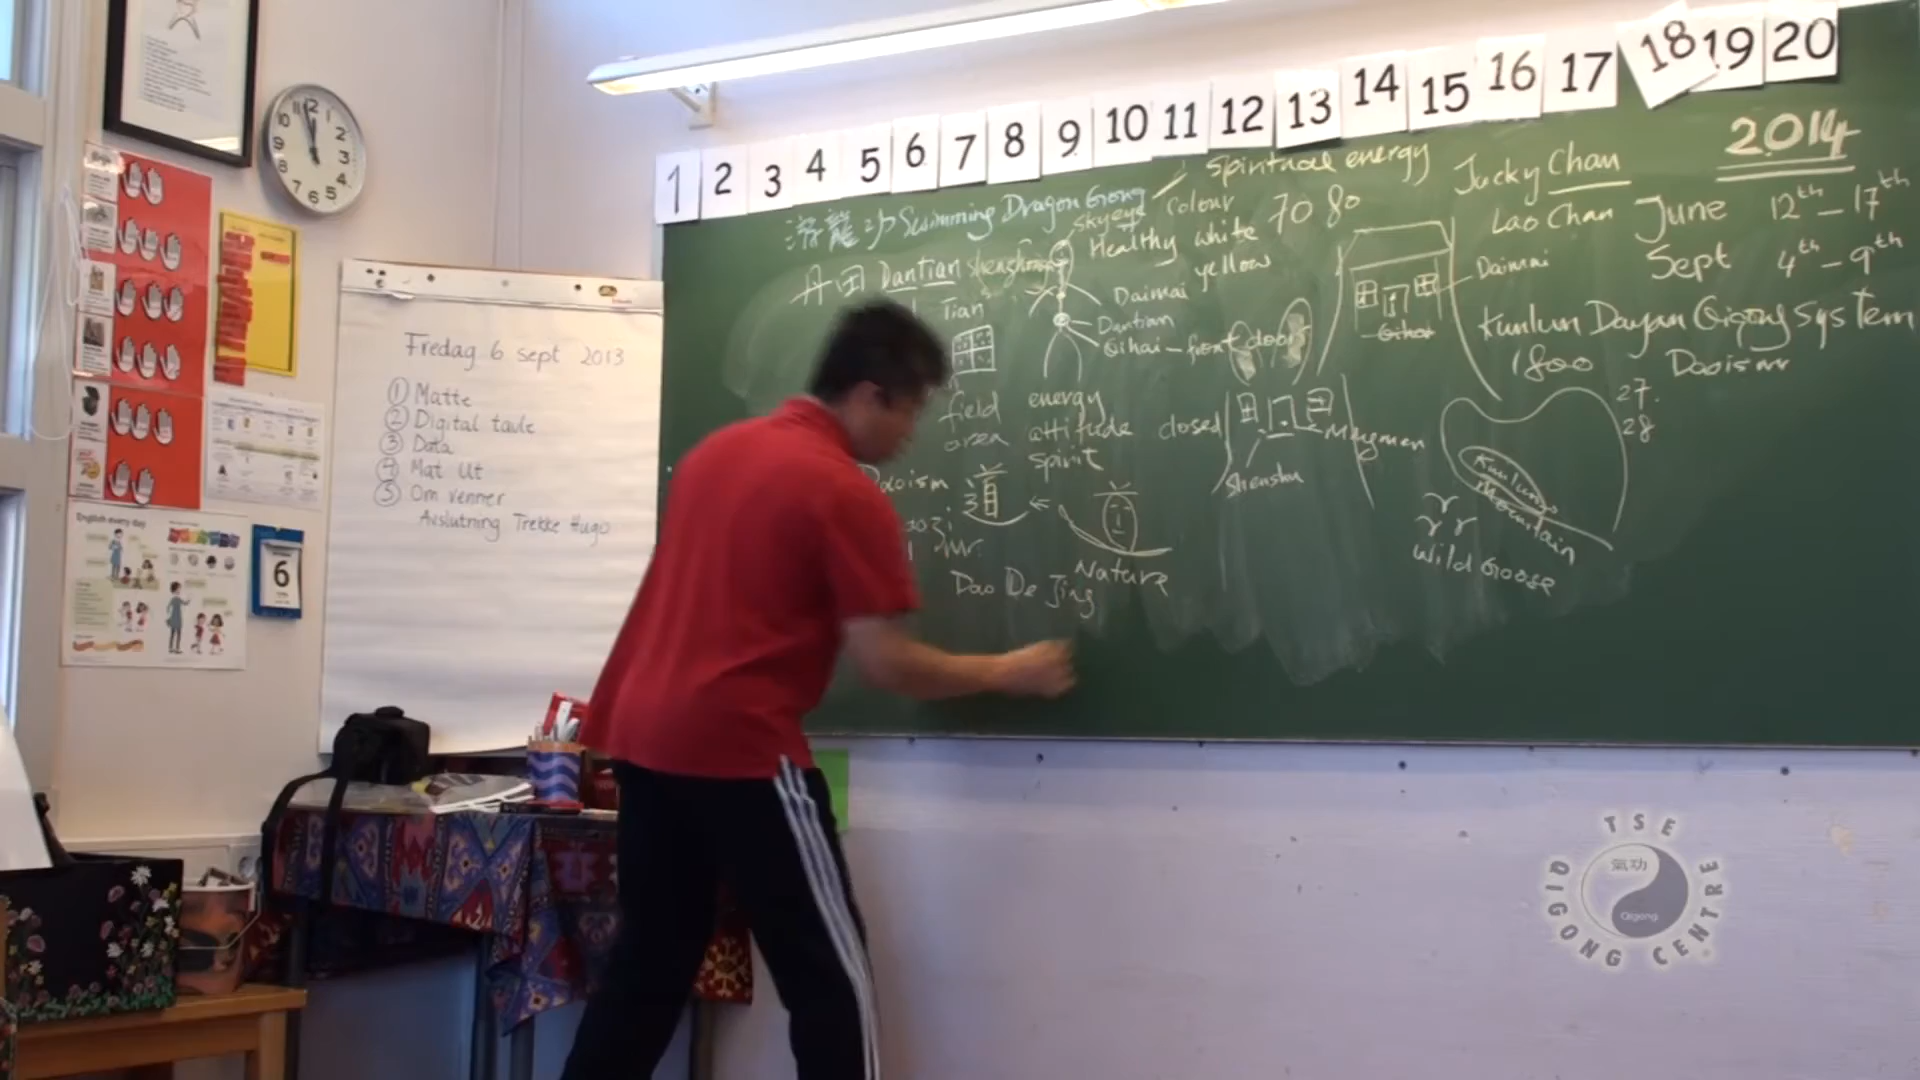 1 2 3 4 5 6 7 8 9 10 11 12 13 14 15 16 17 18 19 20
Fredag 6 sept 2013
① Matte
② Digital tavle
③ Data
④ Mat Ut
⑤ Om venner
Avslutning Trekke Hugo
English every day
6
Swimming Dragon Gong
skyeye
spiritual energy
colour
70 80
Healthy white
yellow
丹田 Dantian
Tian
Daimai
Dantian
Qihai - front door
field
area
energy
attitude
spirit
closed
Mingmen
Shenshu
Daoism
Nature
Dao De Jing
Daimai
Qihai
Jacky Chan
Lao Chan
2014
June 12th - 17th
Sept 4th - 9th
Kunlun Dayan Qigong System
1800 Daoism
27.
28
Kunlun
Mountain
Wild Goose
TSE
QIGONG CENTRE
氣功
Qigong